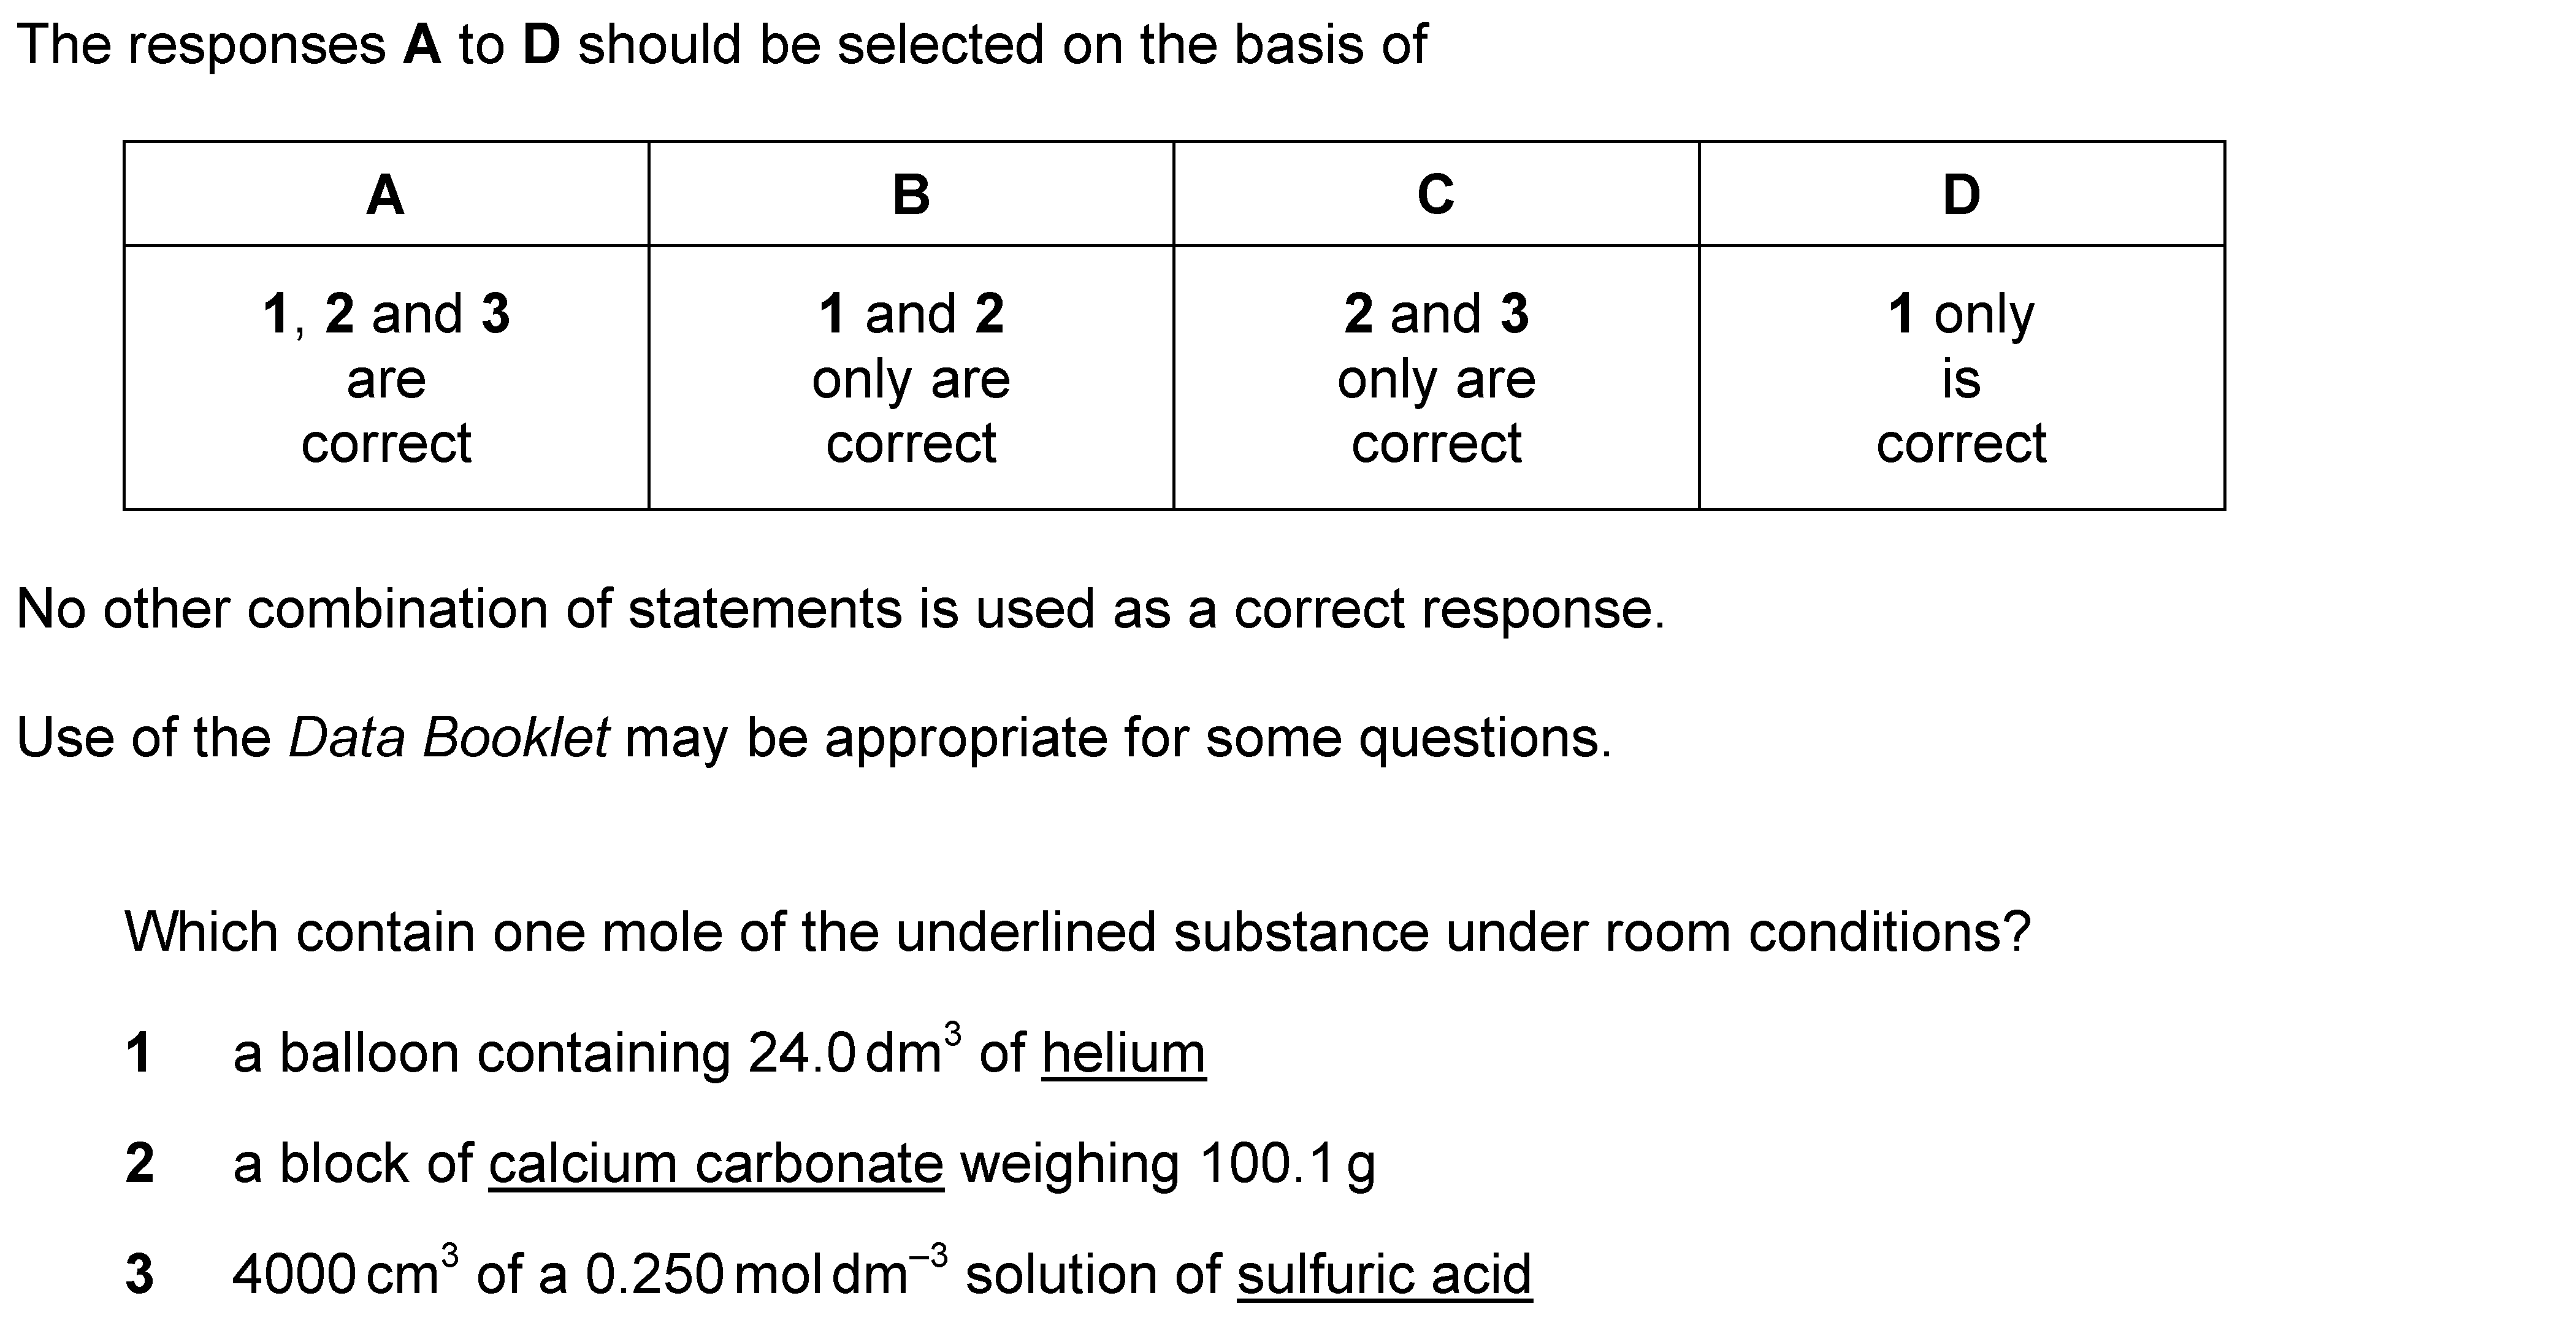 The responses A to D should be selected on the basis of
A B C D
1, 2 and 3 1 and 2 2 and 3 1 only
are only are only are is
correct correct correct correct
No other combination of statements is used as a correct response.
Use of the Data Booklet may be appropriate for some questions.
Which contain one mole of the underlined substance under room conditions?
1 a balloon containing 24.0 dm³ of helium
2 a block of calcium carbonate weighing 100.1 g
3 4000 cm³ of a 0.250 mol dm⁻³ solution of sulfuric acid